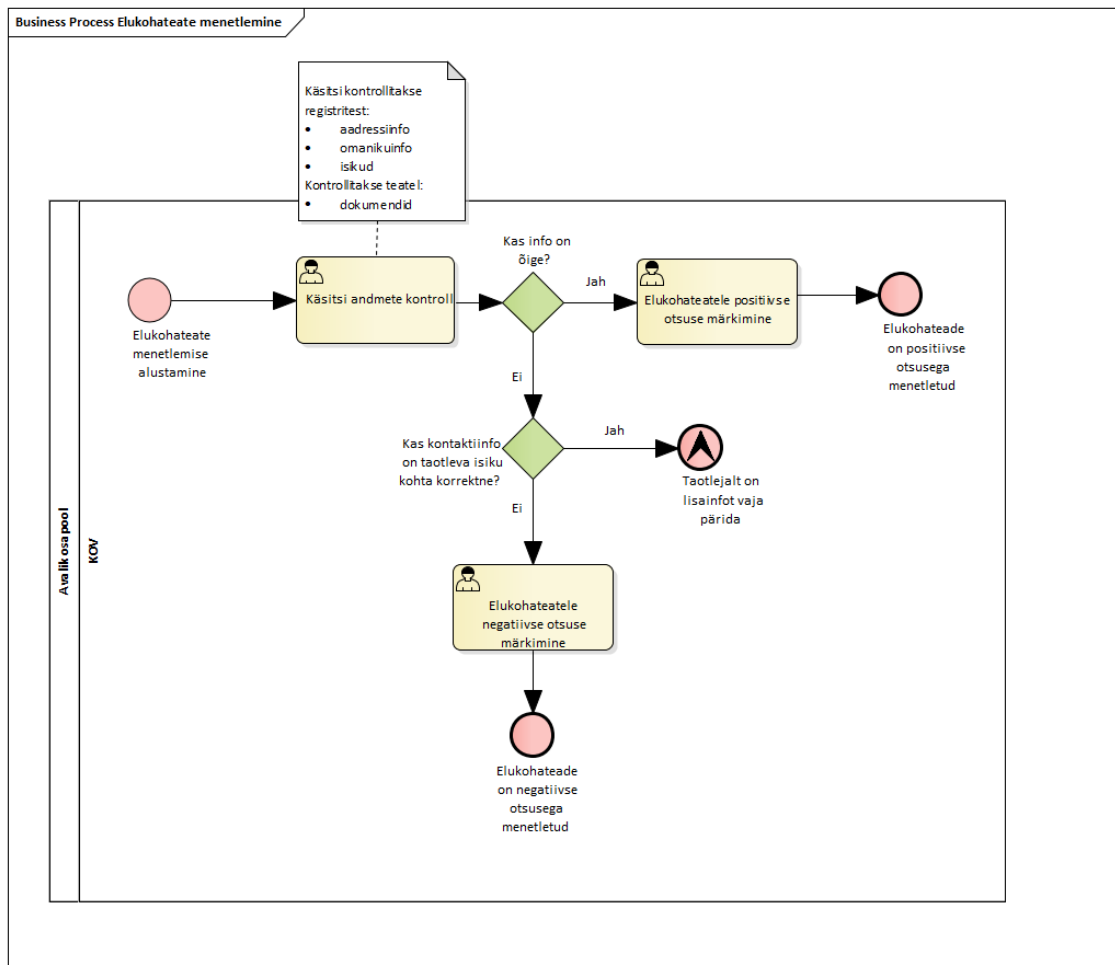 Business Process Elukohateate menetlemine
Käsitsi kontrollitakse
registritest:
• aadressiinfo
• omanikuinfo
• isikud
Kontrollitakse teatel:
• dokumendid
Avalik osapool
KOV
Elukohateate
menetlemise
alustamine
Käsitsi andmete kontroll
Kas info on
õige?
Jah
Elukohateatele positiivse
otsuse märkimine
Elukohateade
on positiivse
otsusega
menetletud
Ei
Kas kontaktiinfo
on taotleva isiku
kohta korrektne?
Jah
Taotlejalt on
lisainfot vaja
pärida
Ei
Elukohateatele
negatiivse otsuse
märkimine
Elukohateade
on negatiivse
otsusega
menetletud